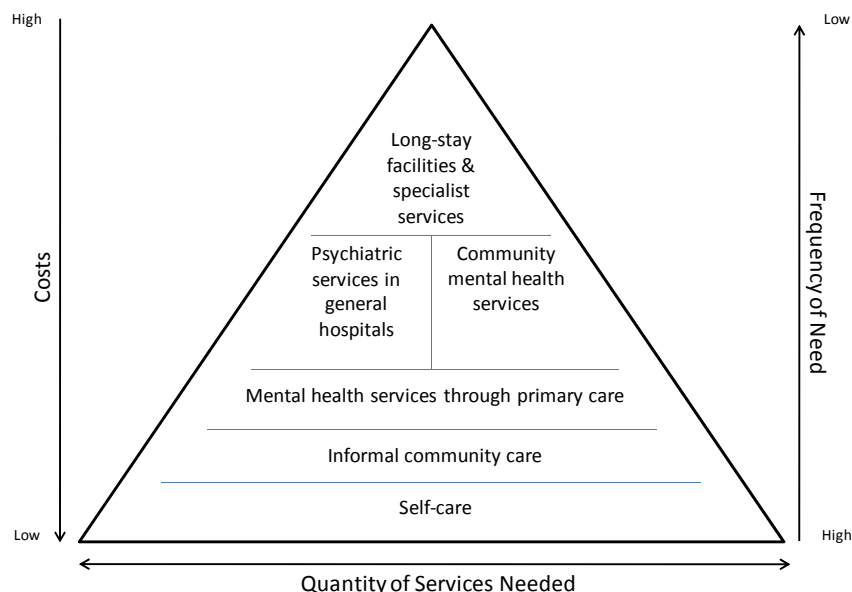 High
Low
Long-stay
facilities &
specialist
services
Psychiatric
services in
general
hospitals
Community
mental health
services
Costs
Frequency of Need
Mental health services through primary care
Informal community care
Self-care
Low
High
Quantity of Services Needed